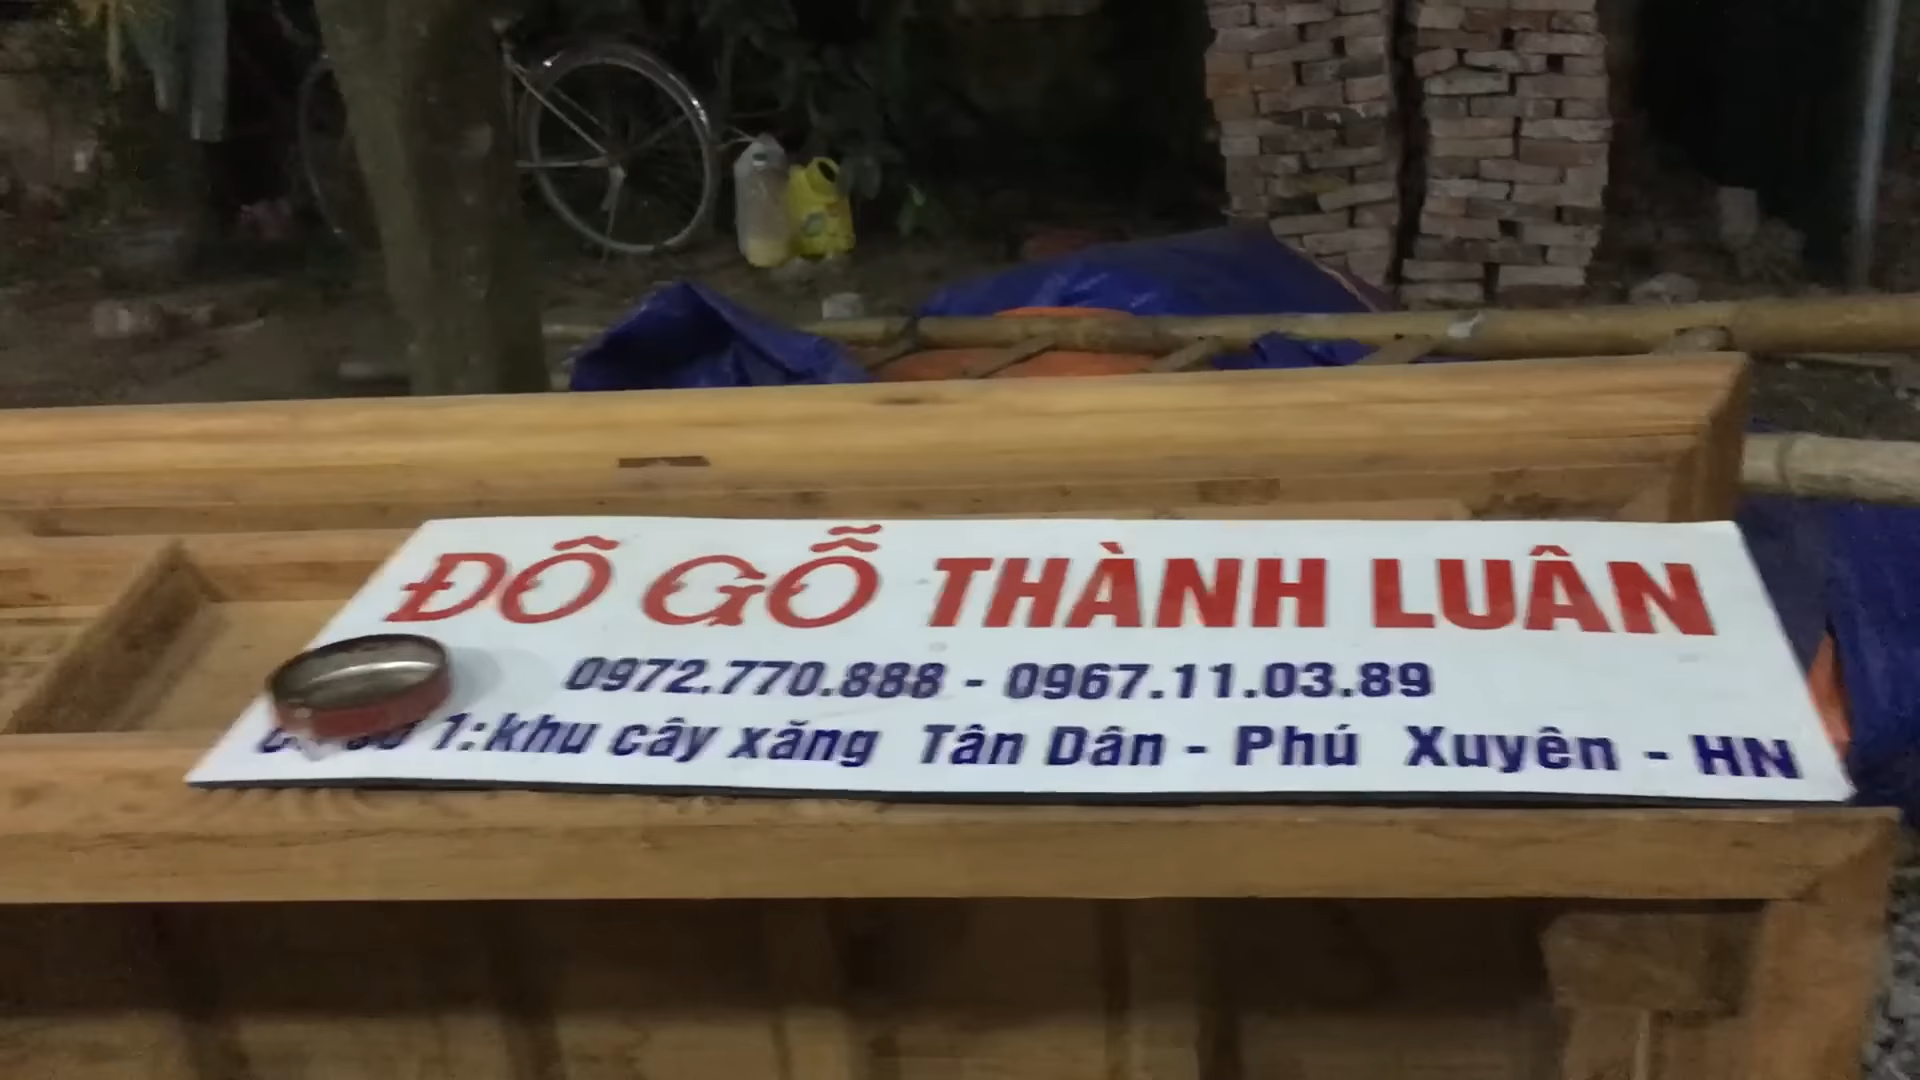 ĐỒ GỖ THÀNH LUÂN
0972.770.888 - 0967.11.03.89
1: khu cây xăng Tân Dân - Phú Xuyên - HN